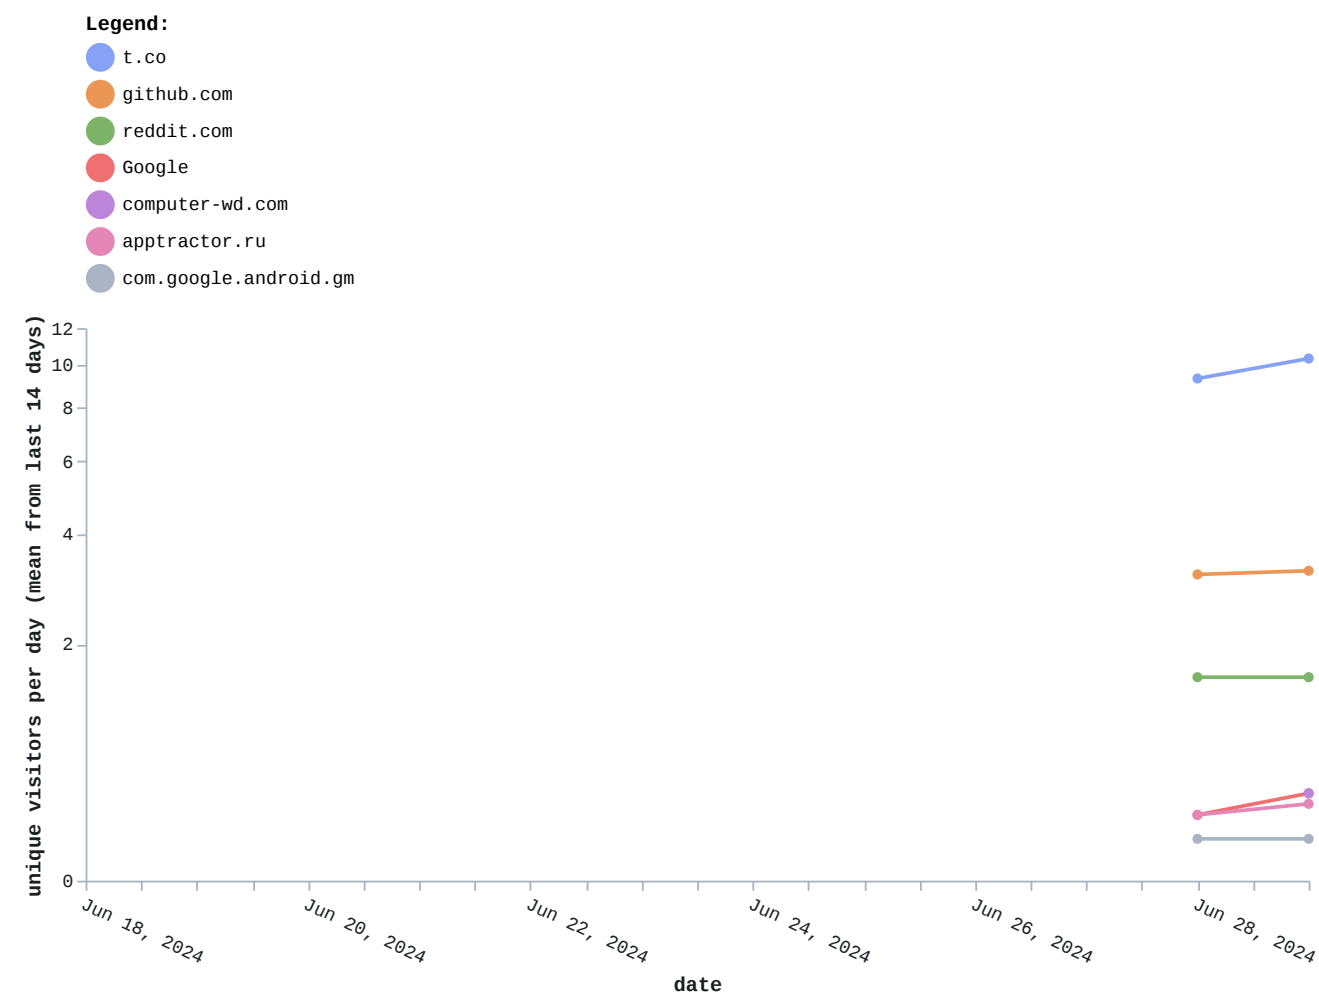 Legend:
t.co
github.com
reddit.com
Google
computer-wd.com
apptractor.ru
com.google.android.gm
unique visitors per day (mean from last 14 days)
12
10
8
6
4
2
0
Jun 18, 2024
Jun 20, 2024
Jun 22, 2024
Jun 24, 2024
Jun 26, 2024
Jun 28, 2024
date